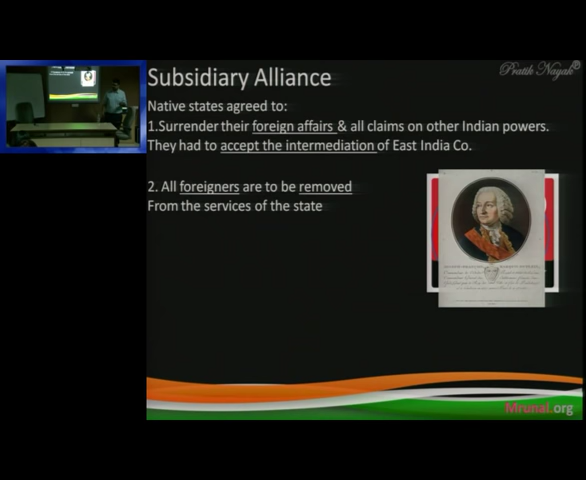 Pratik Nayak
Subsidiary Alliance
Native states agreed to:
1.Surrender their foreign affairs & all claims on other Indian powers.
They had to accept the intermediation of East India Co.
2. All foreigners are to be removed
From the services of the state
Mrunal.org